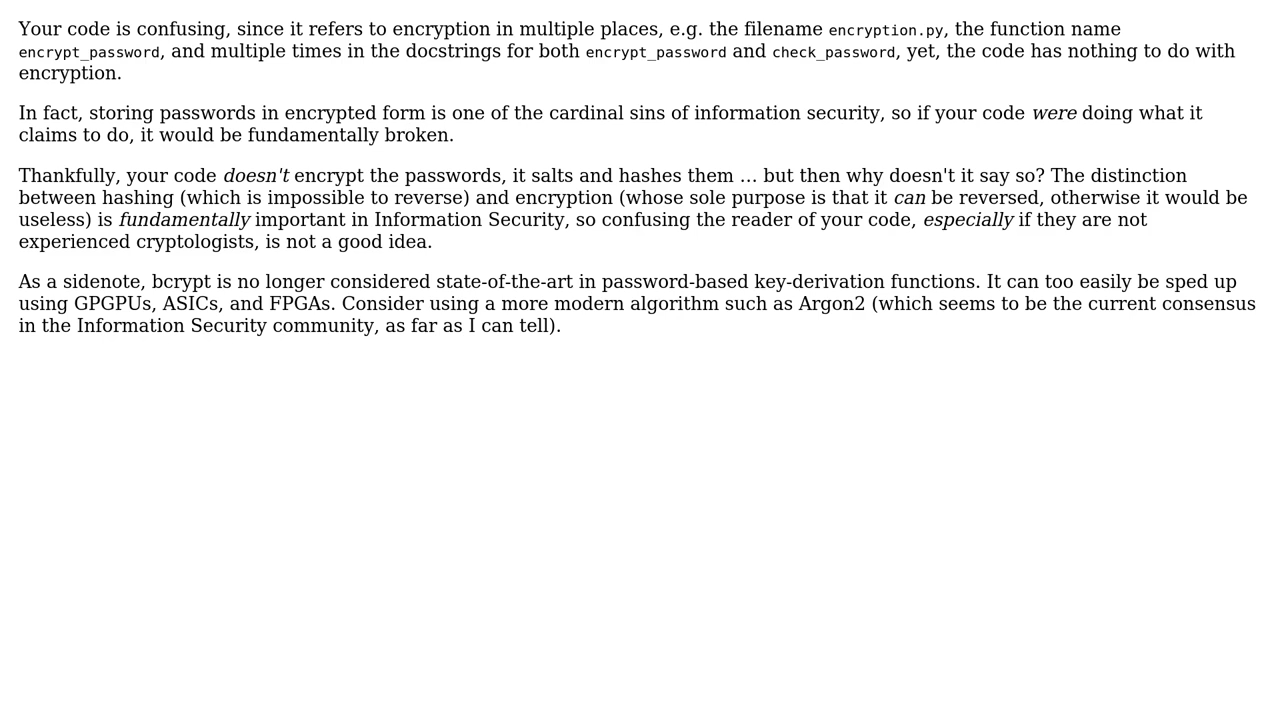 Your code is confusing, since it refers to encryption in multiple places, e.g. the filename encryption.py, the function name
encrypt_password, and multiple times in the docstrings for both encrypt_password and check_password, yet, the code has nothing to do with
encryption.
In fact, storing passwords in encrypted form is one of the cardinal sins of information security, so if your code were doing what it
claims to do, it would be fundamentally broken.
Thankfully, your code doesn't encrypt the passwords, it salts and hashes them … but then why doesn't it say so? The distinction
between hashing (which is impossible to reverse) and encryption (whose sole purpose is that it can be reversed, otherwise it would be
useless) is fundamentally important in Information Security, so confusing the reader of your code, especially if they are not
experienced cryptologists, is not a good idea.
As a sidenote, bcrypt is no longer considered state-of-the-art in password-based key-derivation functions. It can too easily be sped up
using GPGPUs, ASICs, and FPGAs. Consider using a more modern algorithm such as Argon2 (which seems to be the current consensus
in the Information Security community, as far as I can tell).